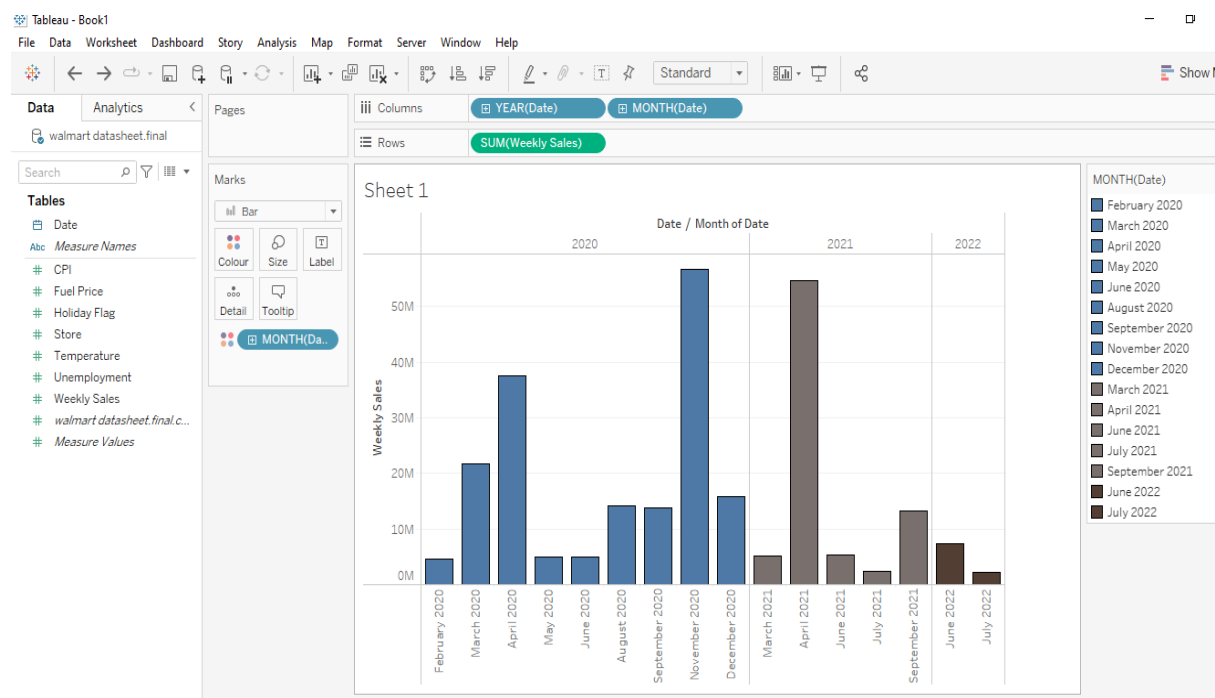 Tableau - Book1
File Data Worksheet Dashboard Story Analysis Map Format Server Window Help
Standard
Show
Data Analytics
walmart datasheet.final
Search
Tables
Date
Abc Measure Names
# CPI
# Fuel Price
# Holiday Flag
# Store
# Temperature
# Unemployment
# Weekly Sales
# walmart datasheet.final.c...
# Measure Values
Pages
Marks
Bar
Colour Size Label
Detail Tooltip
MONTH(Da..
Columns YEAR(Date) MONTH(Date)
Rows SUM(Weekly Sales)
Sheet 1
Date / Month of Date
2020 2021 2022
Weekly Sales
50M
40M
30M
20M
10M
0M
February 2020
March 2020
April 2020
May 2020
June 2020
August 2020
September 2020
November 2020
December 2020
March 2021
April 2021
June 2021
July 2021
September 2021
June 2022
July 2022
MONTH(Date)
February 2020
March 2020
April 2020
May 2020
June 2020
August 2020
September 2020
November 2020
December 2020
March 2021
April 2021
June 2021
July 2021
September 2021
June 2022
July 2022